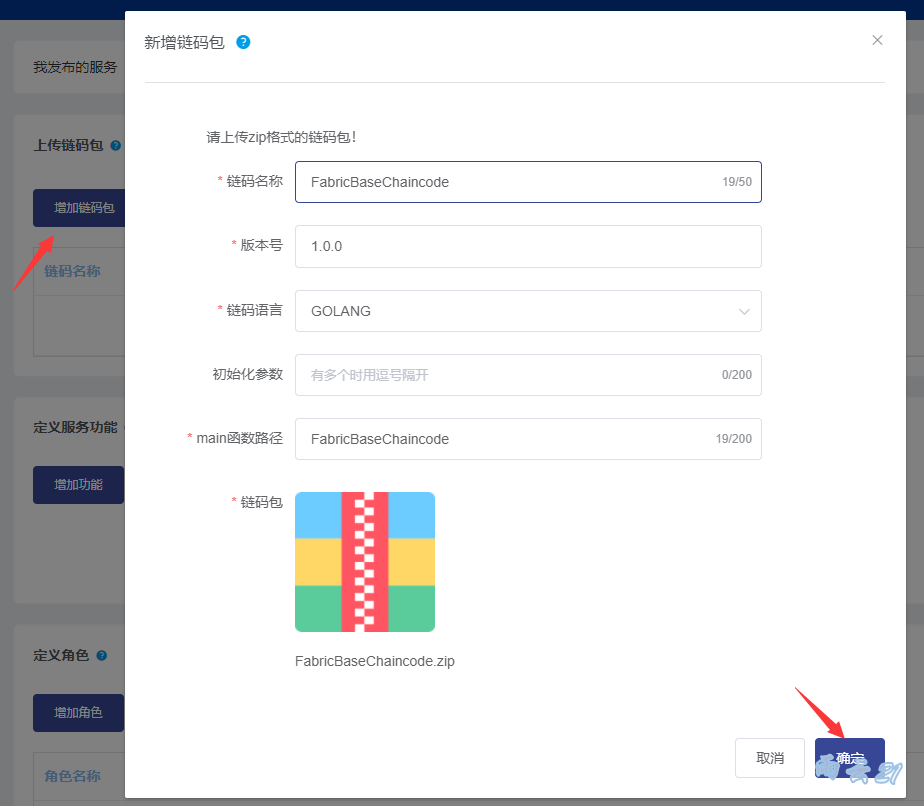 新增链码包 ?
我发布的服务
请上传zip格式的链码包!
上传链码包 ?
* 链码名称 FabricBaseChaincode 19/50
增加链码包
* 版本号 1.0.0
链码名称
* 链码语言 GOLANG
初始化参数 有多个时用逗号隔开 0/200
定义服务功能
* main函数路径 FabricBaseChaincode 19/200
增加功能
* 链码包
定义角色 ?
FabricBaseChaincode.zip
增加角色
取消 确定
角色名称